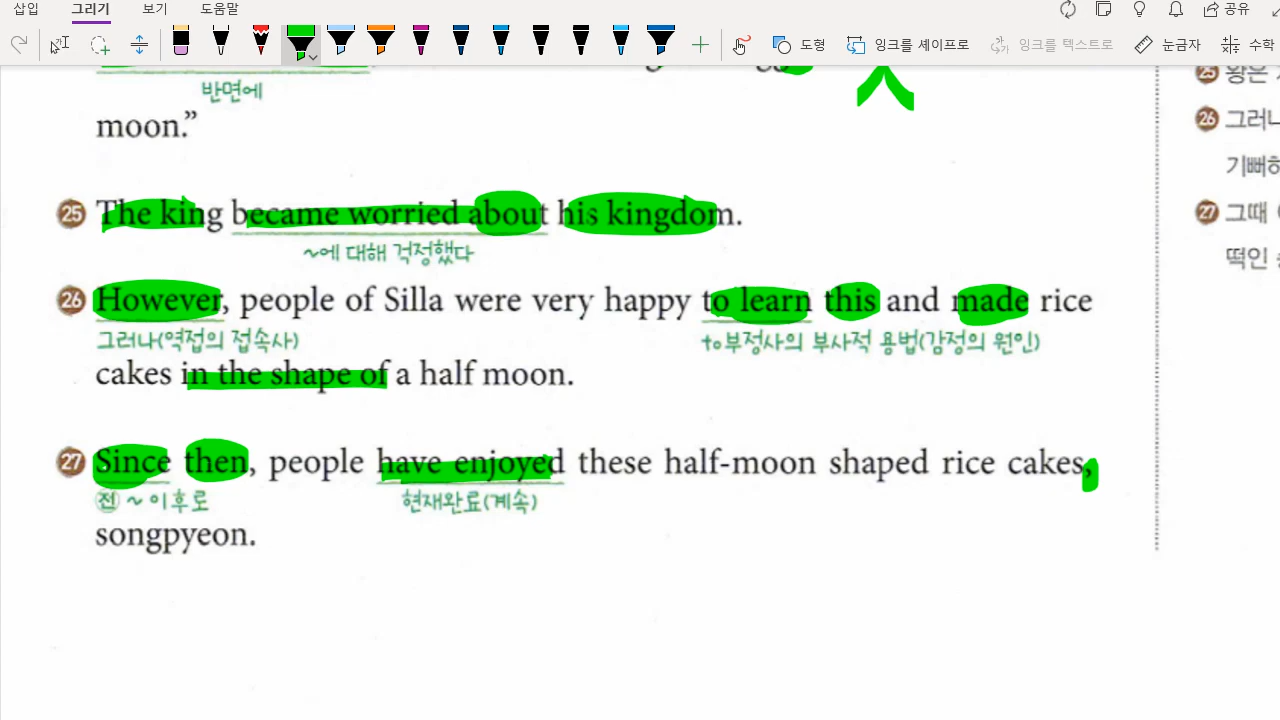 삽입 그리기 보기 도움말 공유
도형 잉크를 셰이프로 잉크를 텍스트로 눈금자 수학
반면에
moon.”
25 The king became worried about his kingdom.
~에 대해 걱정했다
26 However, people of Silla were very happy to learn this and made rice
그러나(역접의 접속사) to부정사의 부사적 용법(감정의 원인)
cakes in the shape of a half moon.
27 Since then, people have enjoyed these half-moon shaped rice cakes,
전 ~ 이후로 현재완료(계속)
songpyeon.
25 왕은
26 그러나
기뻐하
27 그때
떡인